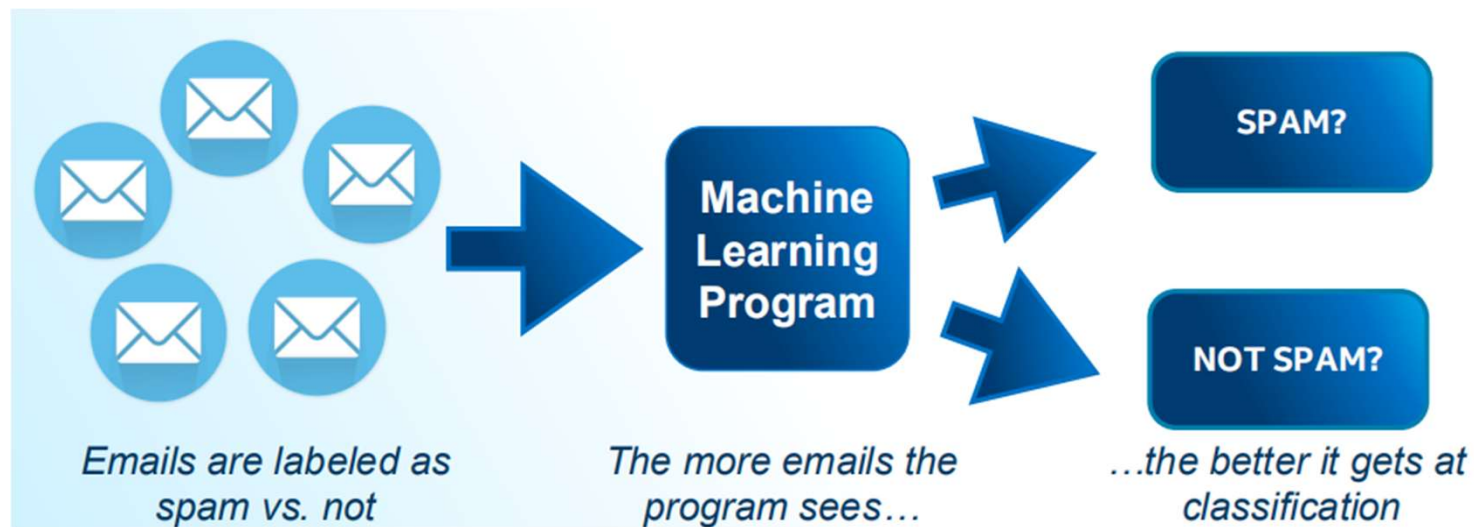 SPAM?
Machine
Learning
Program
NOT SPAM?
Emails are labeled as
spam vs. not
The more emails the
program sees…
…the better it gets at
classification